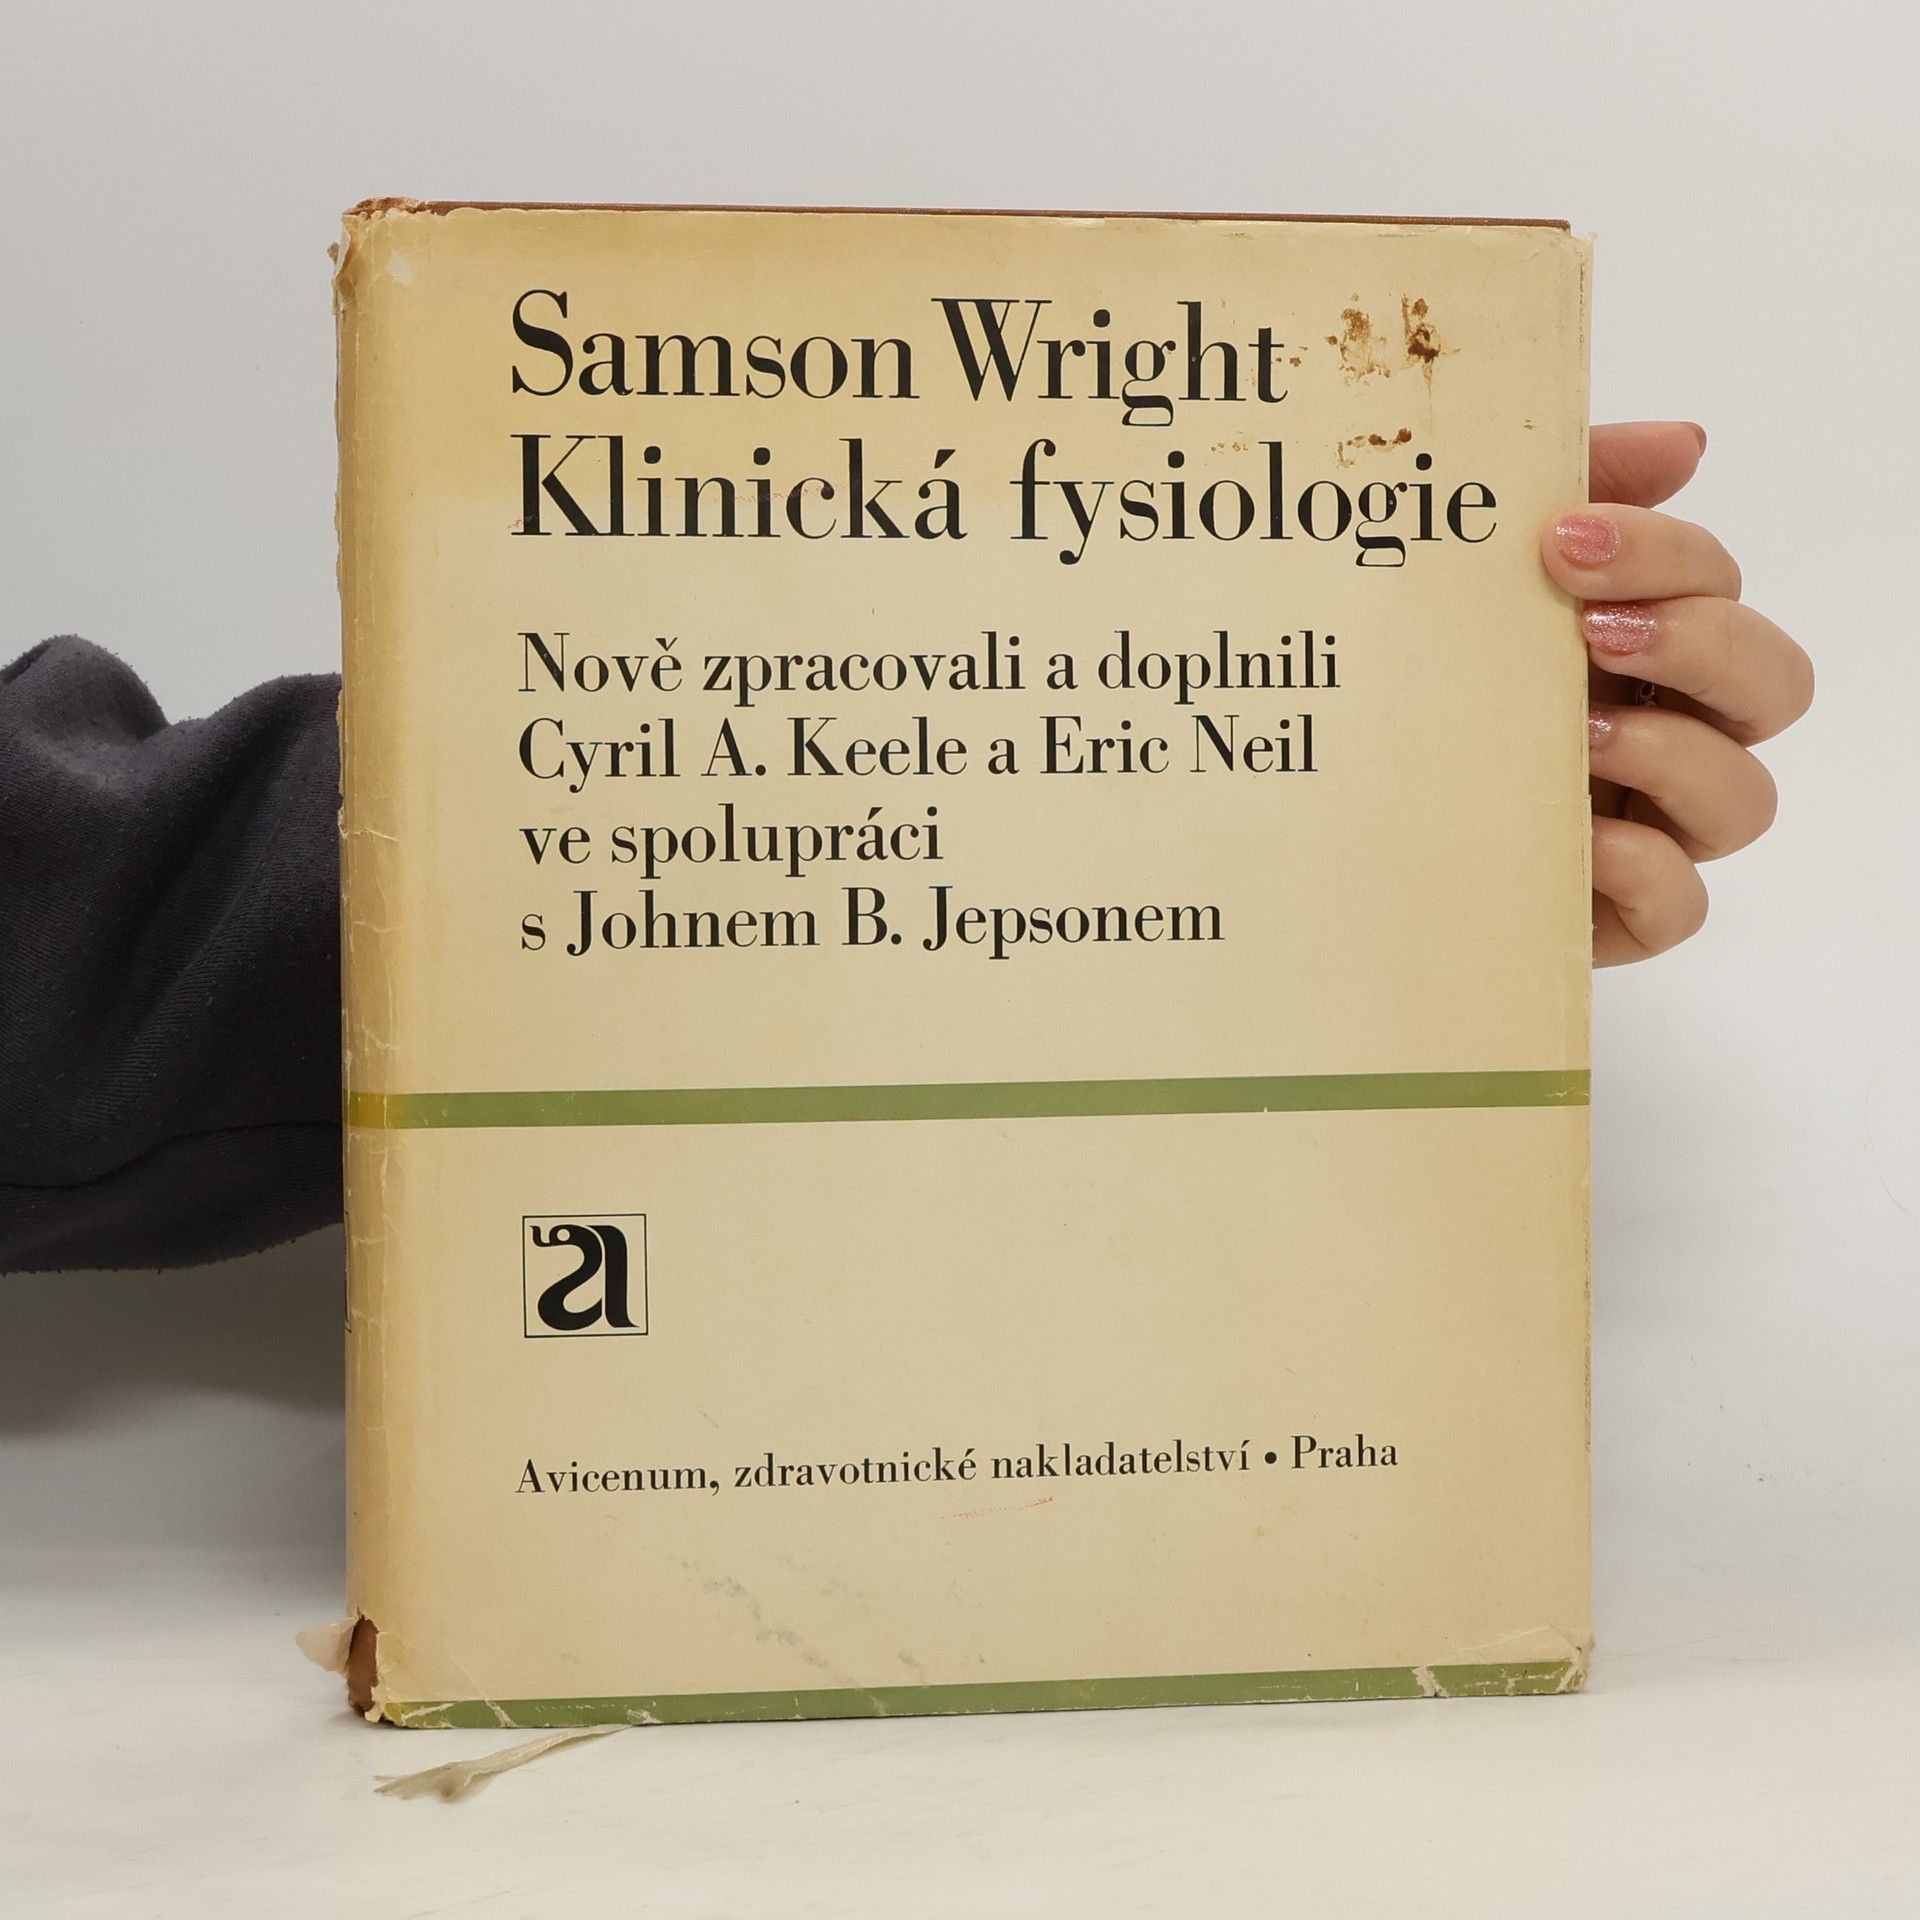 Samson Wright
Klinická fysiologie
Nově zpracovali a doplnili
Cyril A. Keele a Eric Neil
ve spolupráci
s Johnem B. Jepsonem
a
Avicenum, zdravotnické nakladatelství • Praha